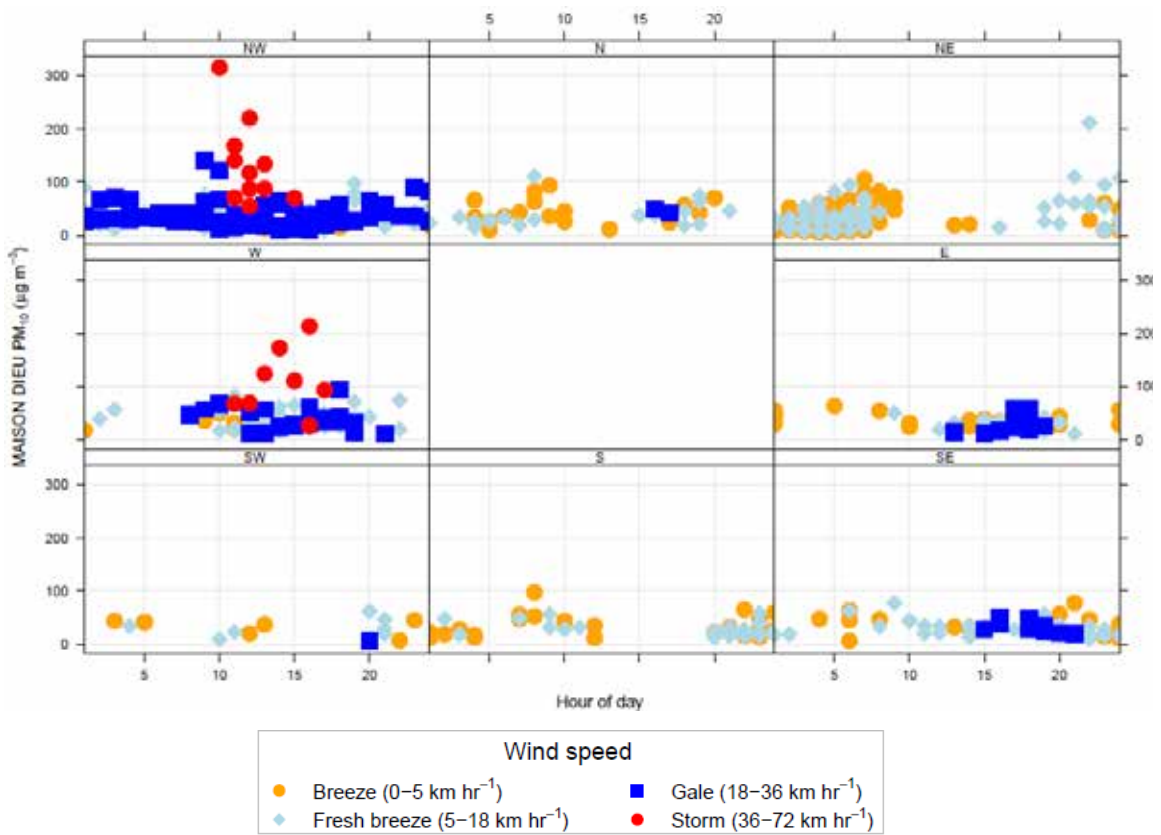 5 10 15 20
NW N NE
300
200
100
0
W E
300
200
100
0
SW S SE
300
200
100
0
5 10 15 20 5 10 15 20
MAISON DIEU PM₁₀ (µg m⁻³)
Hour of day
Wind speed
Breeze (0−5 km hr⁻¹) Gale (18−36 km hr⁻¹)
Fresh breeze (5−18 km hr⁻¹) Storm (36−72 km hr⁻¹)